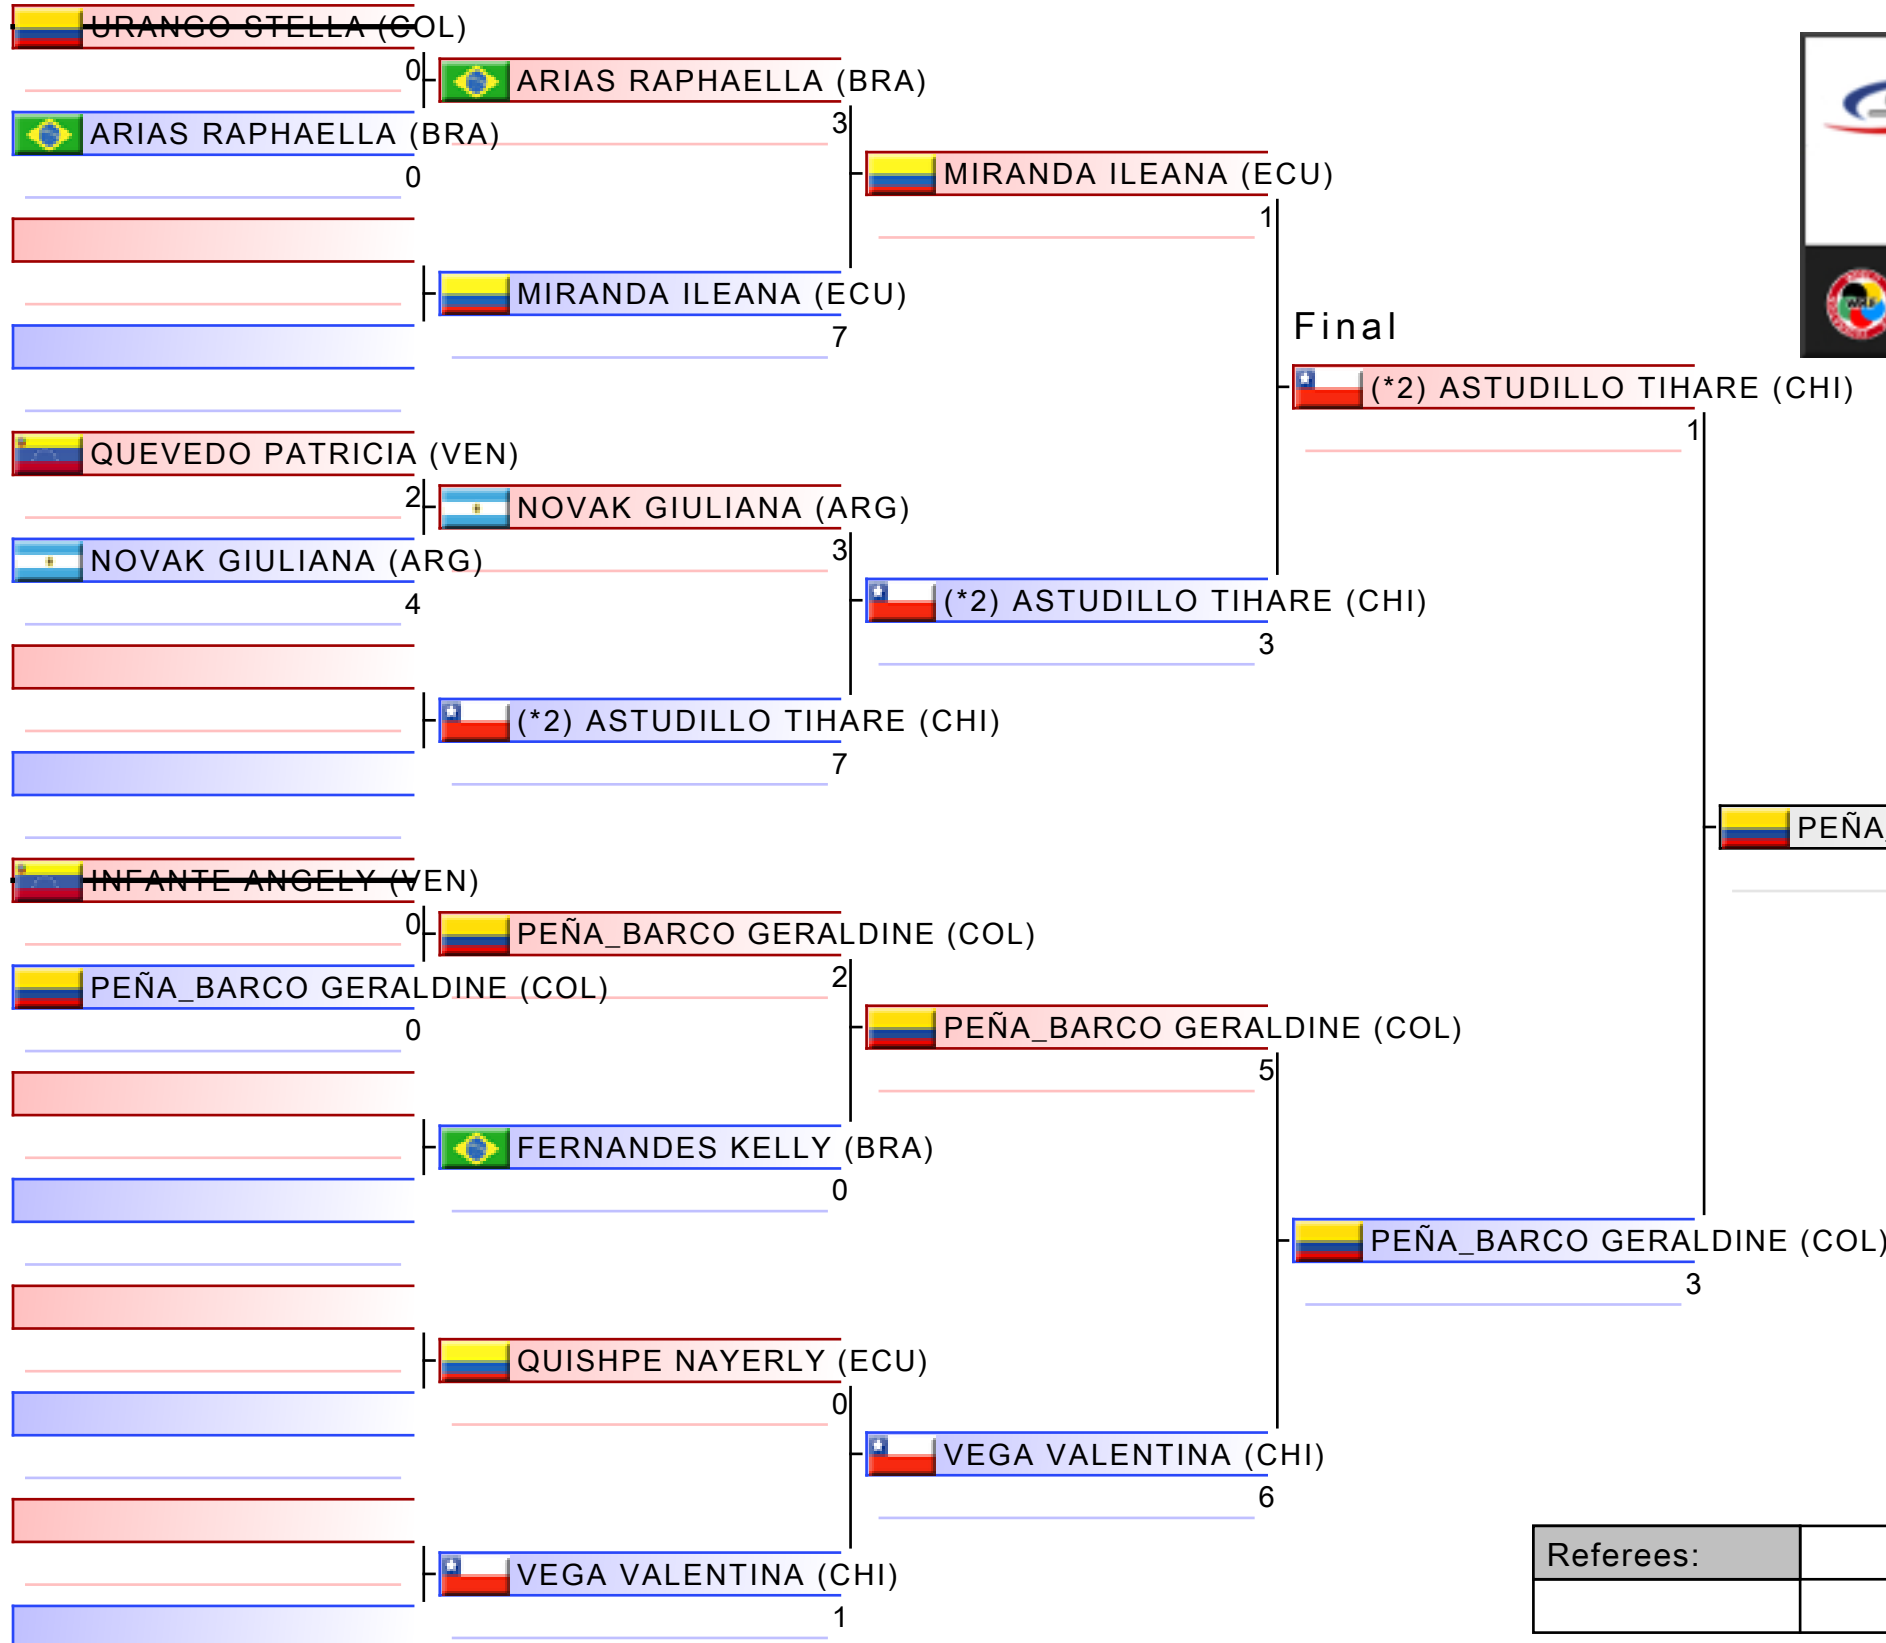 URANGO STELLA (COL)
0
ARIAS RAPHAELLA (BRA)
ARIAS RAPHAELLA (BRA)
3
0
MIRANDA ILEANA (ECU)
1
MIRANDA ILEANA (ECU)
7
Final
(*2) ASTUDILLO TIHARE (CHI)
1
QUEVEDO PATRICIA (VEN)
2
NOVAK GIULIANA (ARG)
3
NOVAK GIULIANA (ARG)
4
(*2) ASTUDILLO TIHARE (CHI)
3
(*2) ASTUDILLO TIHARE (CHI)
7
PEÑA
INFANTE ANGELY (VEN)
0
PEÑA_BARCO GERALDINE (COL)
2
PEÑA_BARCO GERALDINE (COL)
0
PEÑA_BARCO GERALDINE (COL)
5
FERNANDES KELLY (BRA)
0
PEÑA_BARCO GERALDINE (COL)
3
QUISHPE NAYERLY (ECU)
0
VEGA VALENTINA (CHI)
6
VEGA VALENTINA (CHI)
1
Referees: